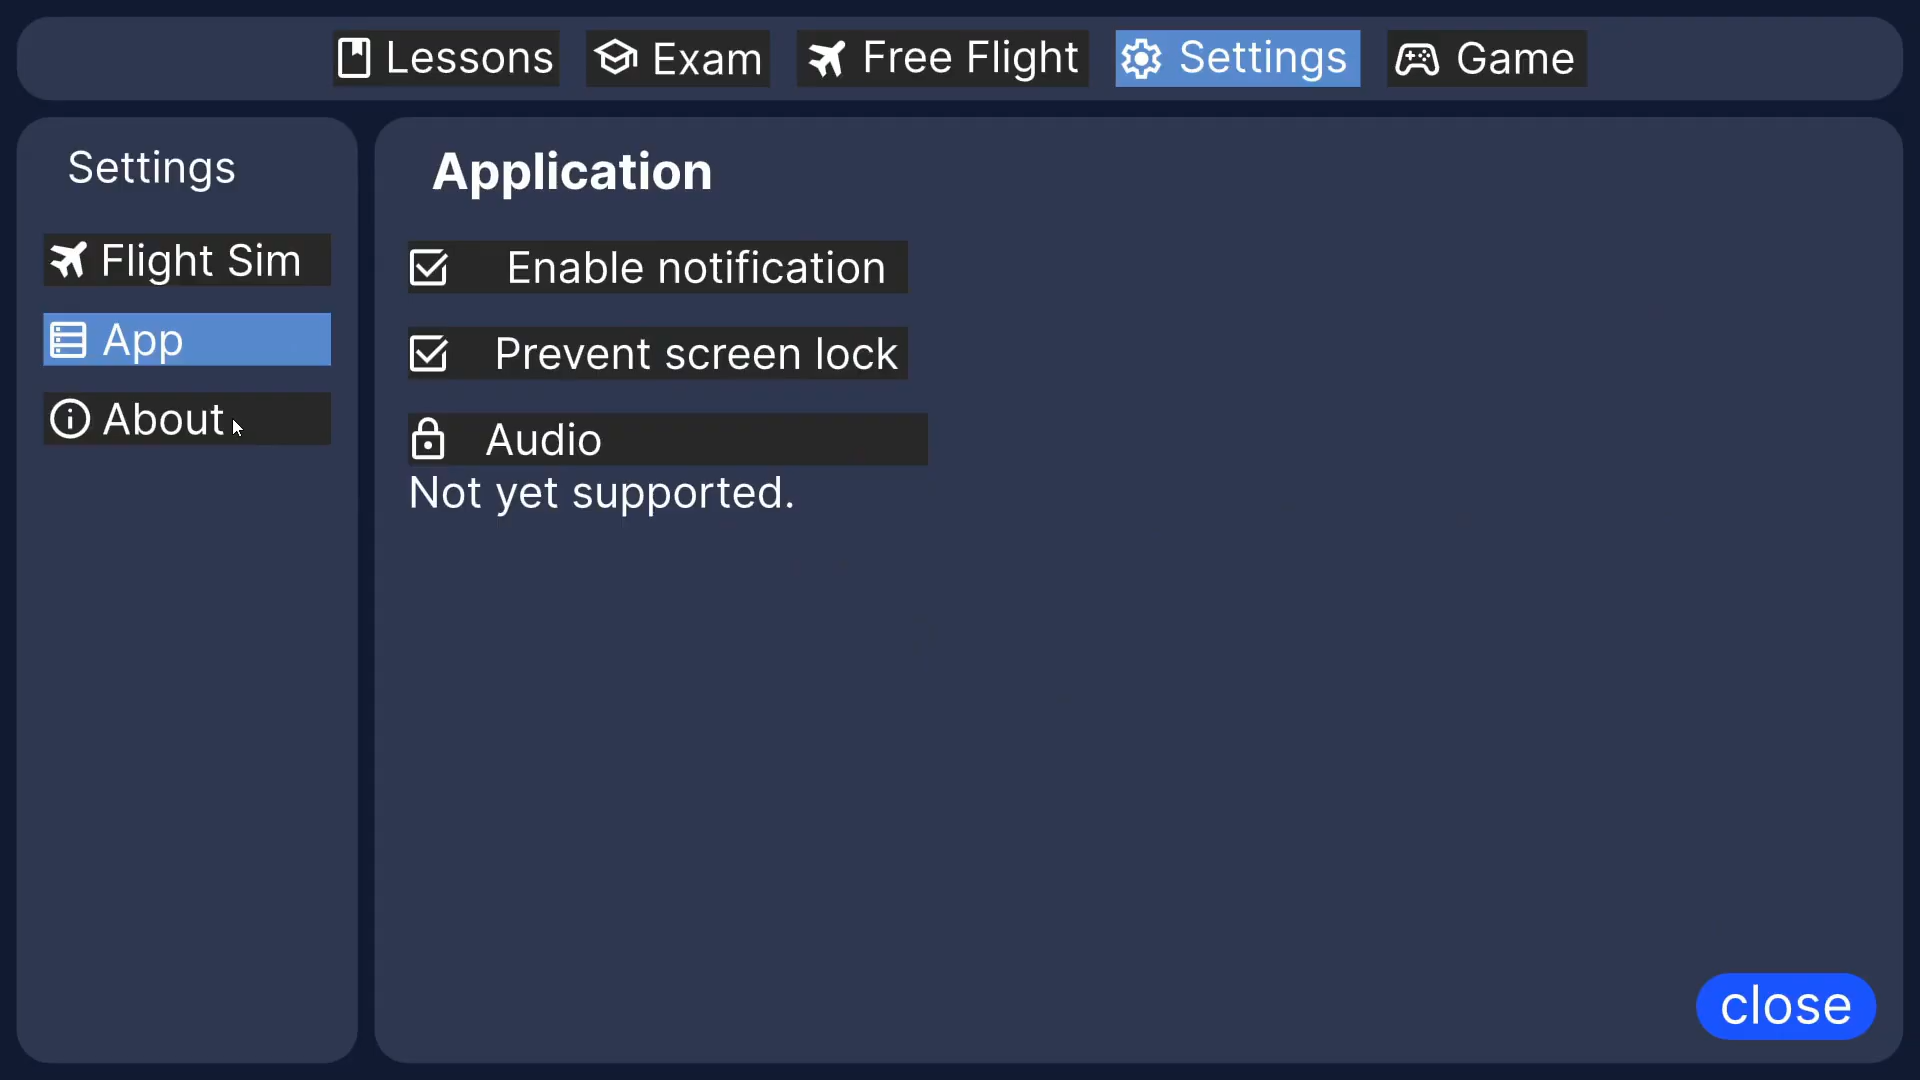 Lessons Exam Free Flight Settings Game
Settings
Flight Sim
App
About
Application
Enable notification
Prevent screen lock
Audio
Not yet supported.
close